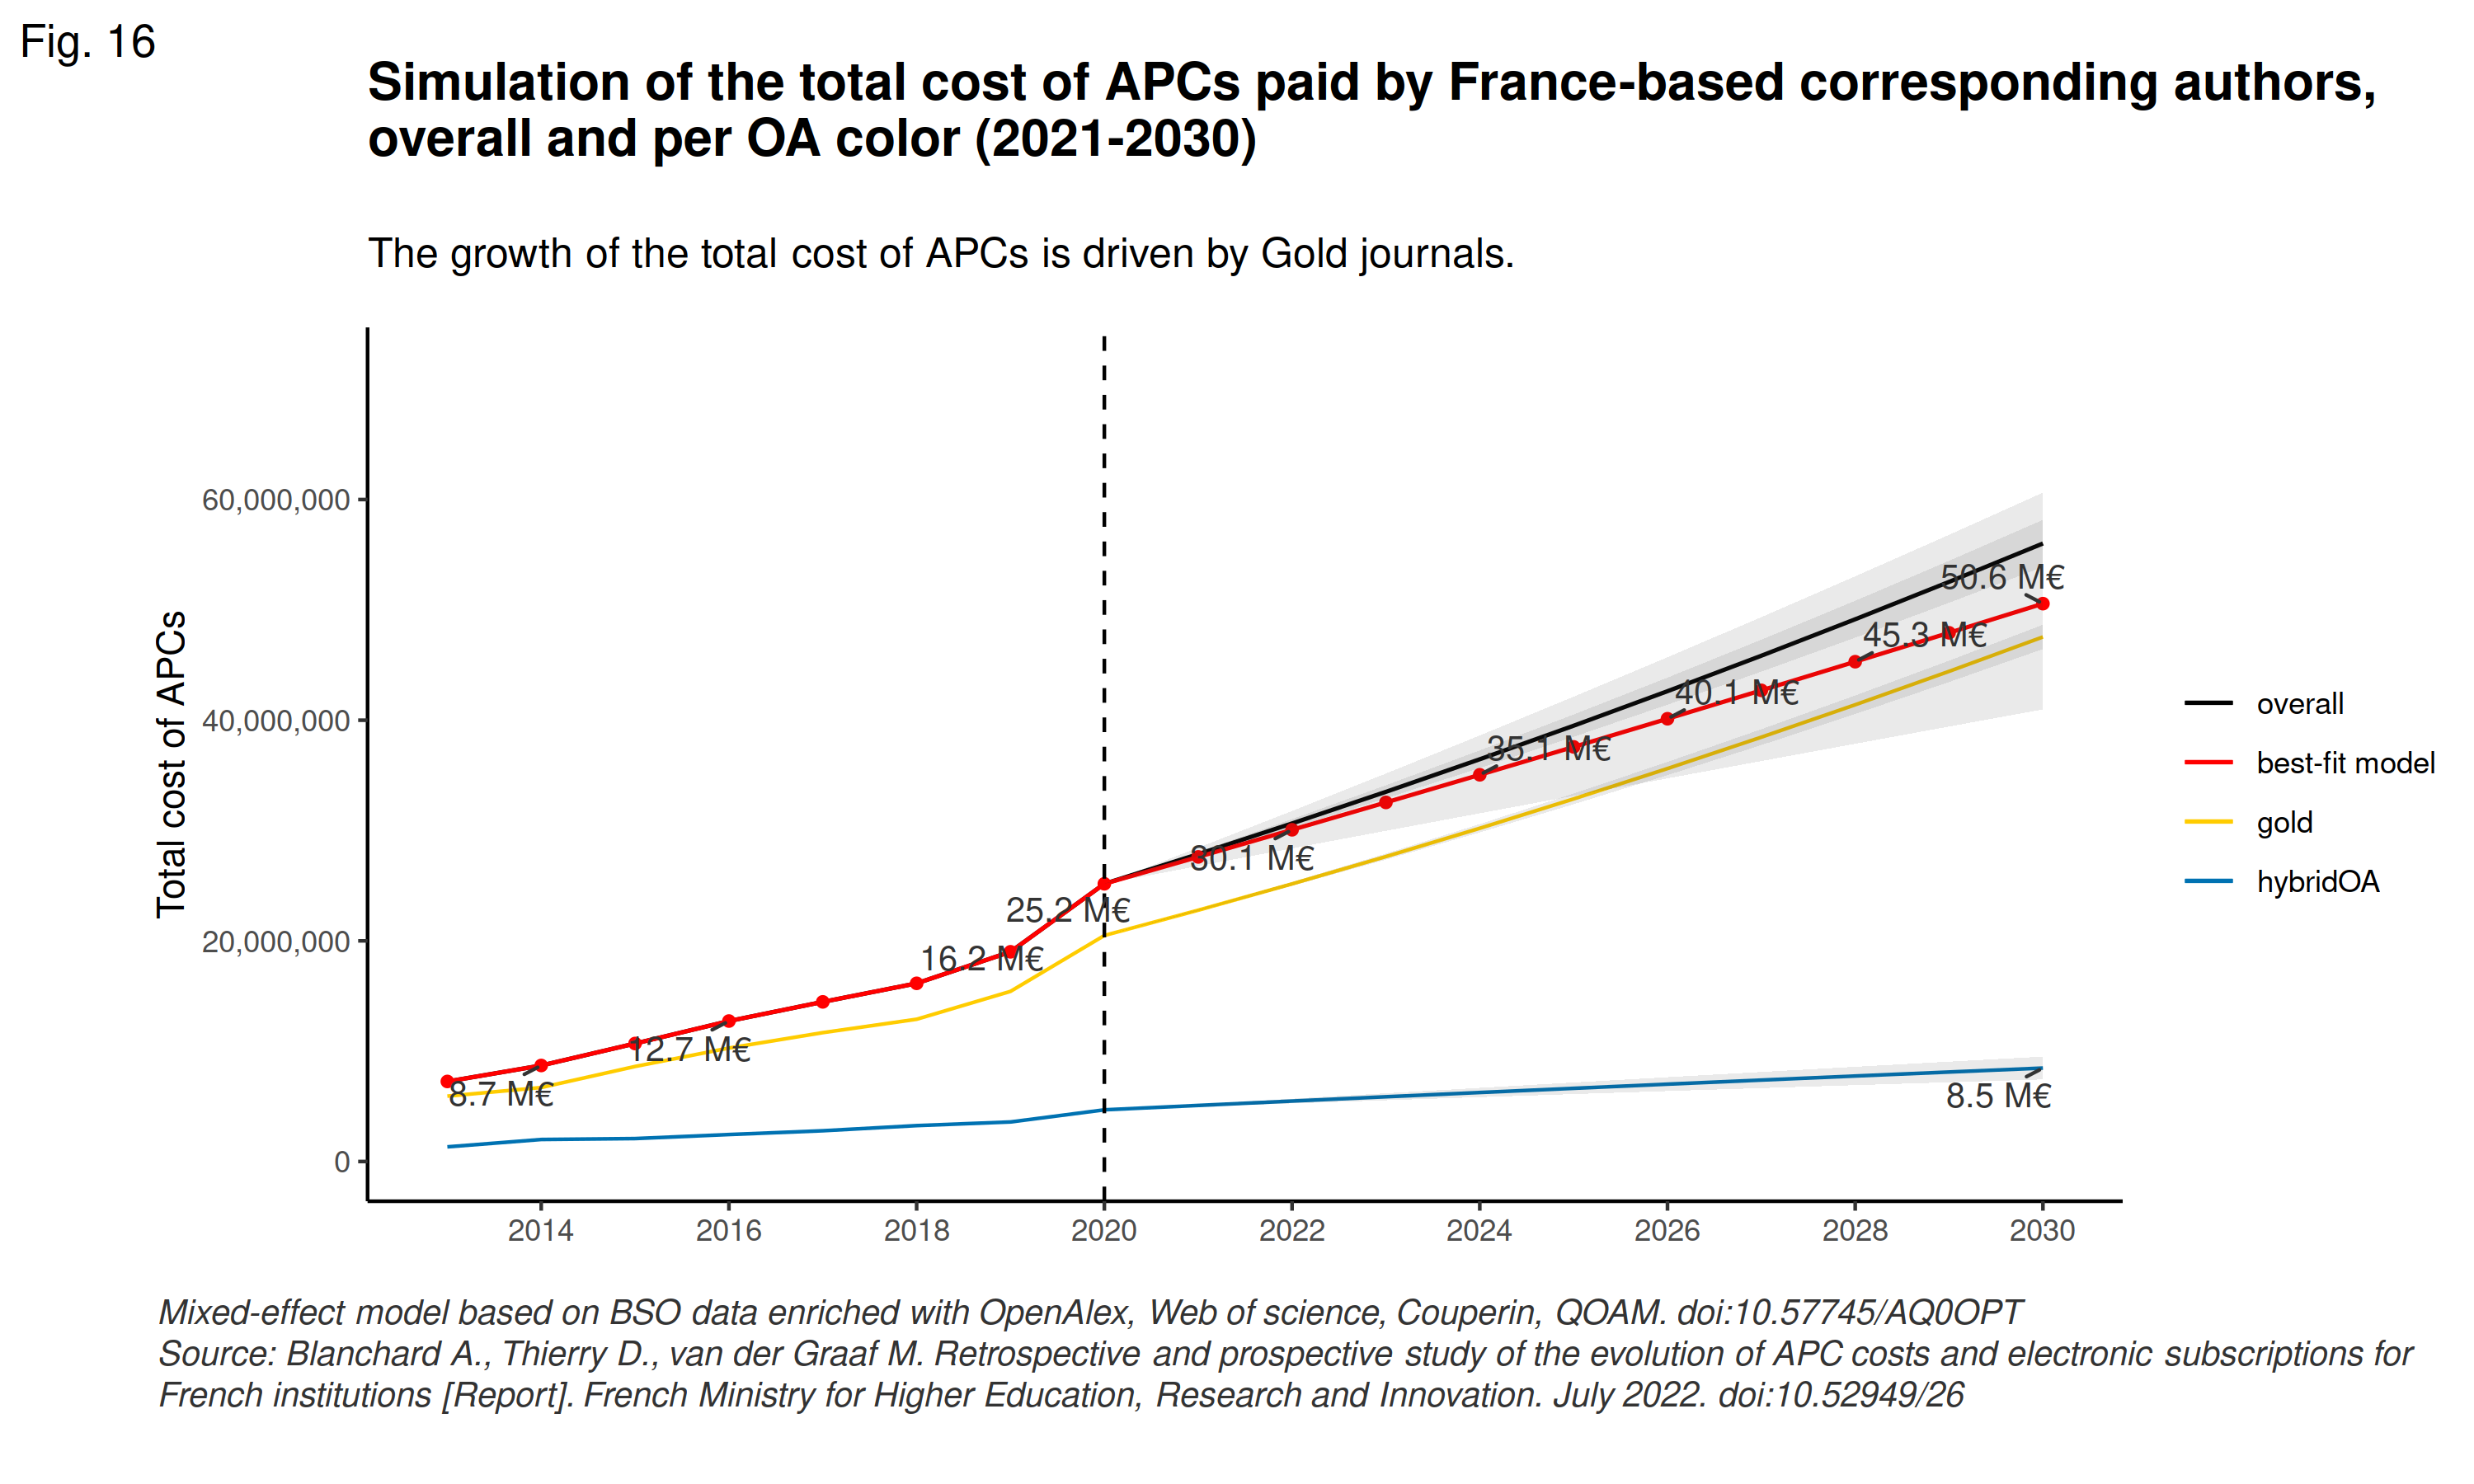 Fig. 16
Simulation of the total cost of APCs paid by France-based corresponding authors,
overall and per OA color (2021-2030)
The growth of the total cost of APCs is driven by Gold journals.
Total cost of APCs
60,000,000
40,000,000
20,000,000
0
50.6 M€
45.3 M€
40.1 M€
35.1 M€
30.1 M€
25.2 M€
16.2 M€
12.7 M€
8.7 M€
8.5 M€
overall
best-fit model
gold
hybridOA
2014 2016 2018 2020 2022 2024 2026 2028 2030
Mixed-effect model based on BSO data enriched with OpenAlex, Web of science, Couperin, QOAM. doi:10.57745/AQ0OPT
Source: Blanchard A., Thierry D., van der Graaf M. Retrospective and prospective study of the evolution of APC costs and electronic subscriptions for
French institutions [Report]. French Ministry for Higher Education, Research and Innovation. July 2022. doi:10.52949/26